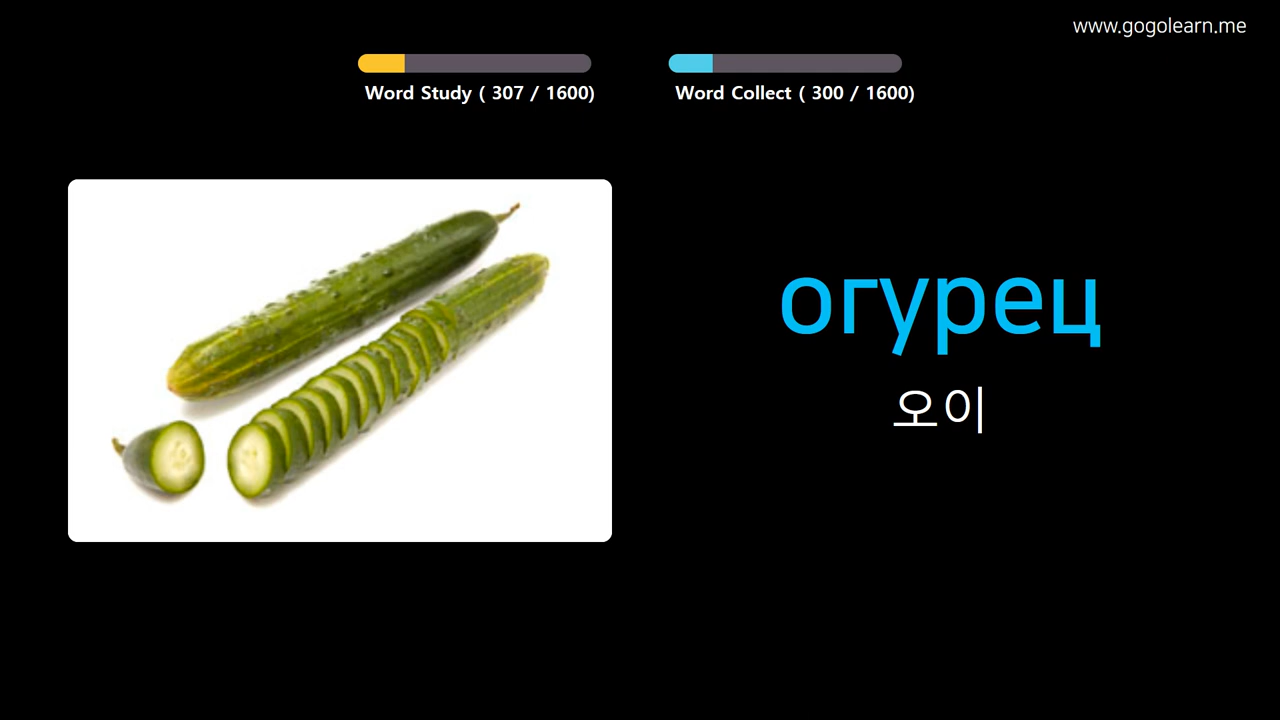 www.gogolearn.me
Word Study ( 307 / 1600)
Word Collect ( 300 / 1600)
огурец
오이